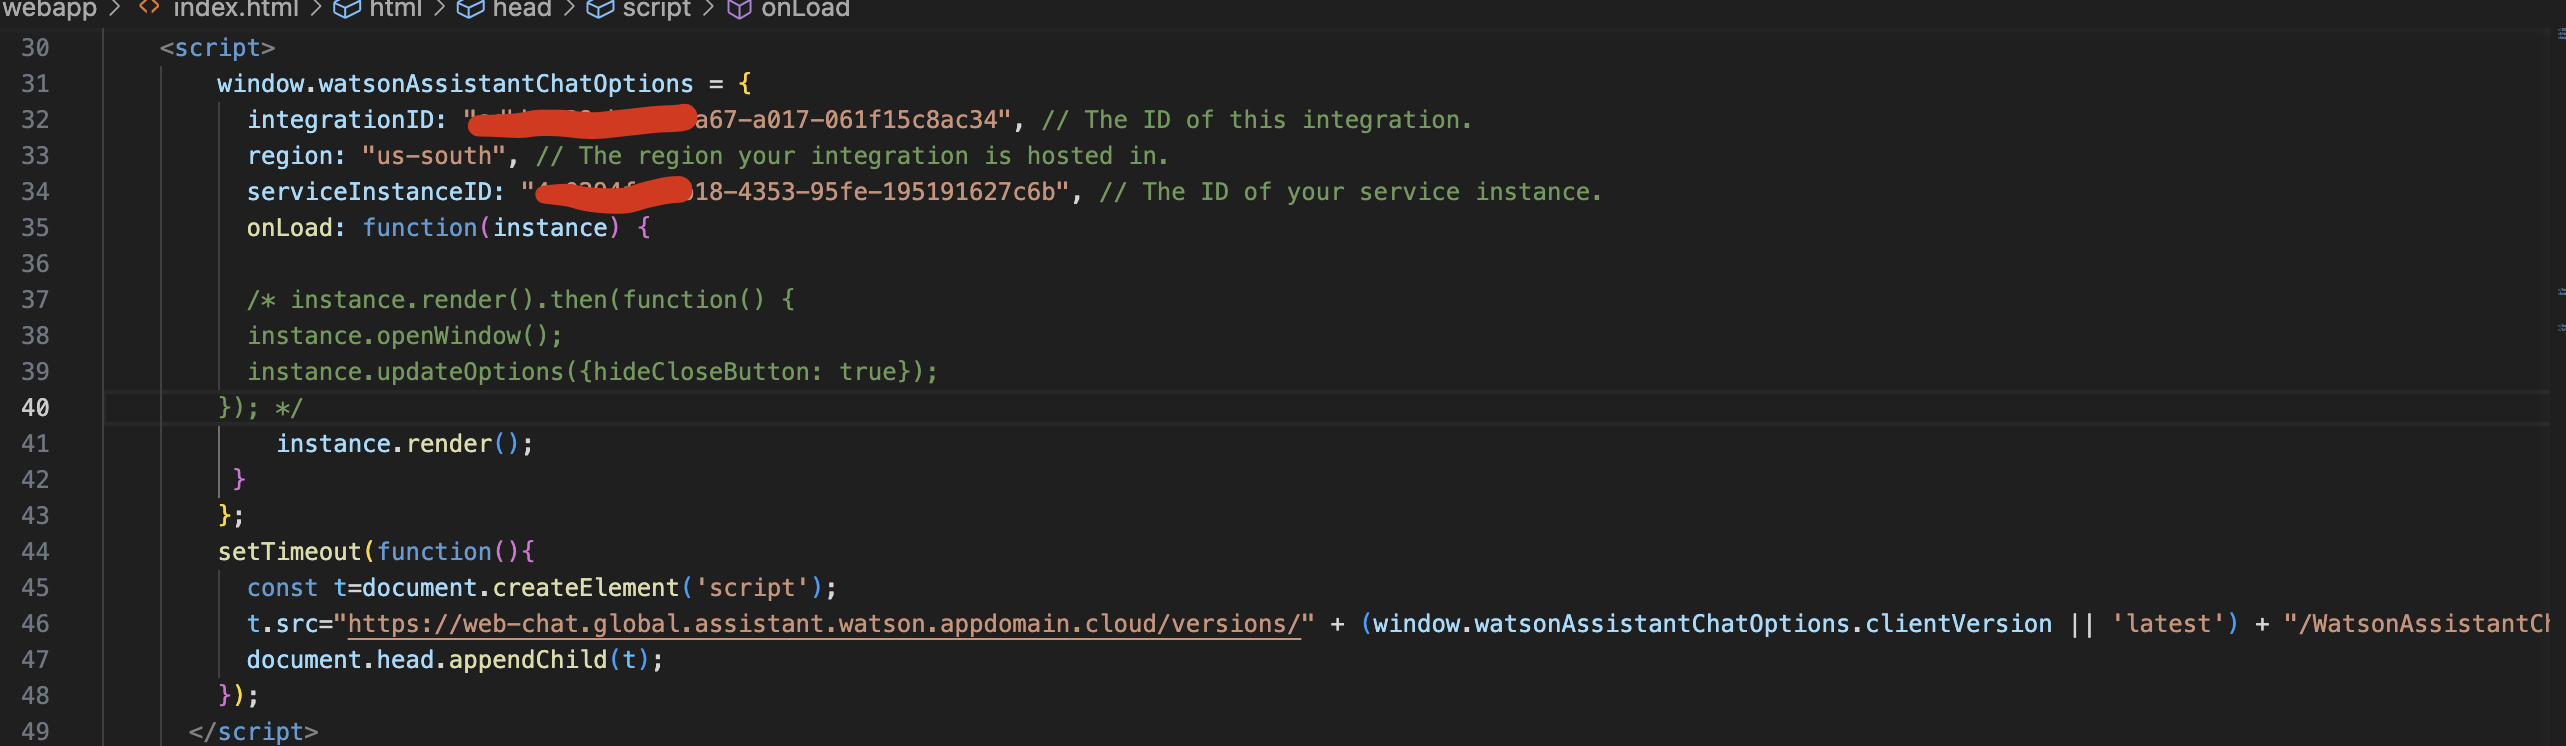 webapp > index.html > html > head > script > onLoad
30 <script>
31 window.watsonAssistantChatOptions = {
32 integrationID: "a67-a017-061f15c8ac34", // The ID of this integration.
33 region: "us-south", // The region your integration is hosted in.
34 serviceInstanceID: "18-4353-95fe-195191627c6b", // The ID of your service instance.
35 onLoad: function(instance) {
36
37 /* instance.render().then(function() {
38 instance.openWindow();
39 instance.updateOptions({hideCloseButton: true});
40 }); */
41 instance.render();
42 }
43 };
44 setTimeout(function(){
45 const t=document.createElement('script');
46 t.src="https://web-chat.global.assistant.watson.appdomain.cloud/versions/" + (window.watsonAssistantChatOptions.clientVersion || 'latest') + "/WatsonAssistantCh
47 document.head.appendChild(t);
48 });
49 </script>